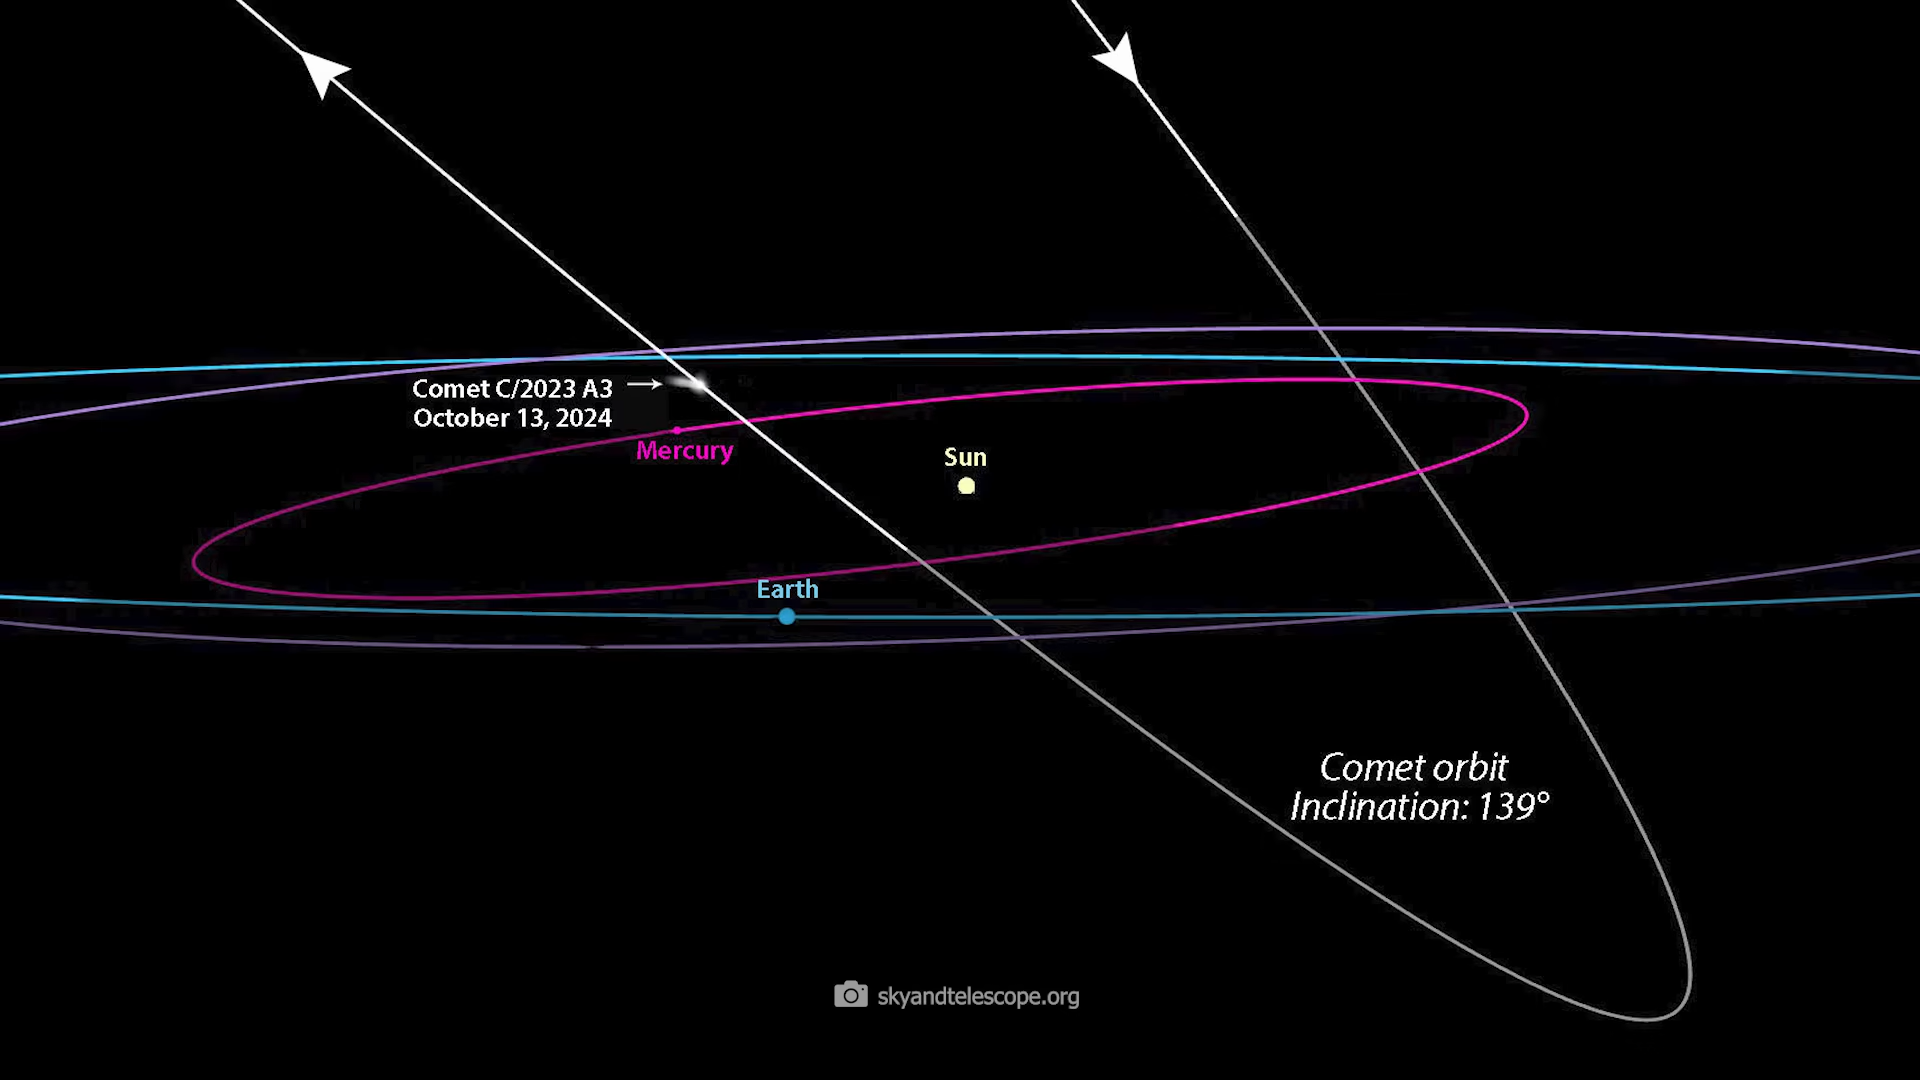 Comet C/2023 A3
October 13, 2024
Mercury
Sun
Earth
Comet orbit
Inclination: 139°
skyandtelescope.org